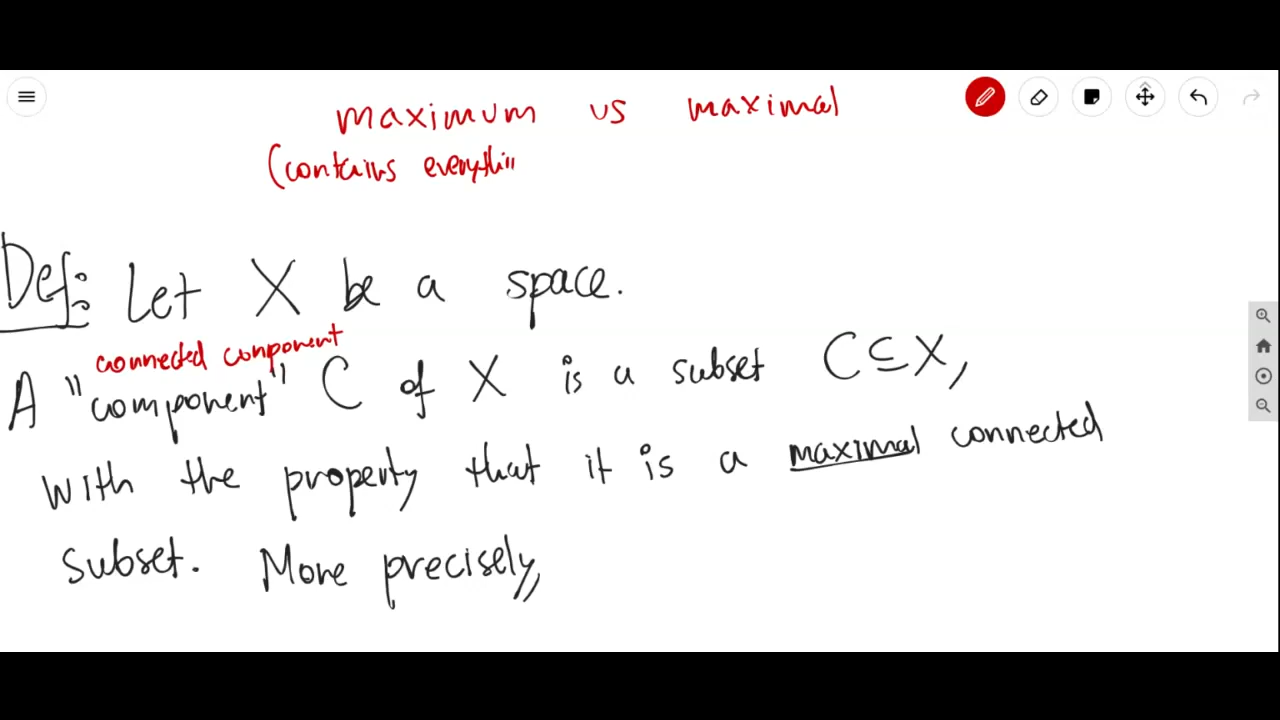 maximum vs maximal
(contains everythin
Def: Let X be a space.
connected component
A "component" C of X is a subset C ⊆ X,
with the property that it is a maximal connected
subset. More precisely,